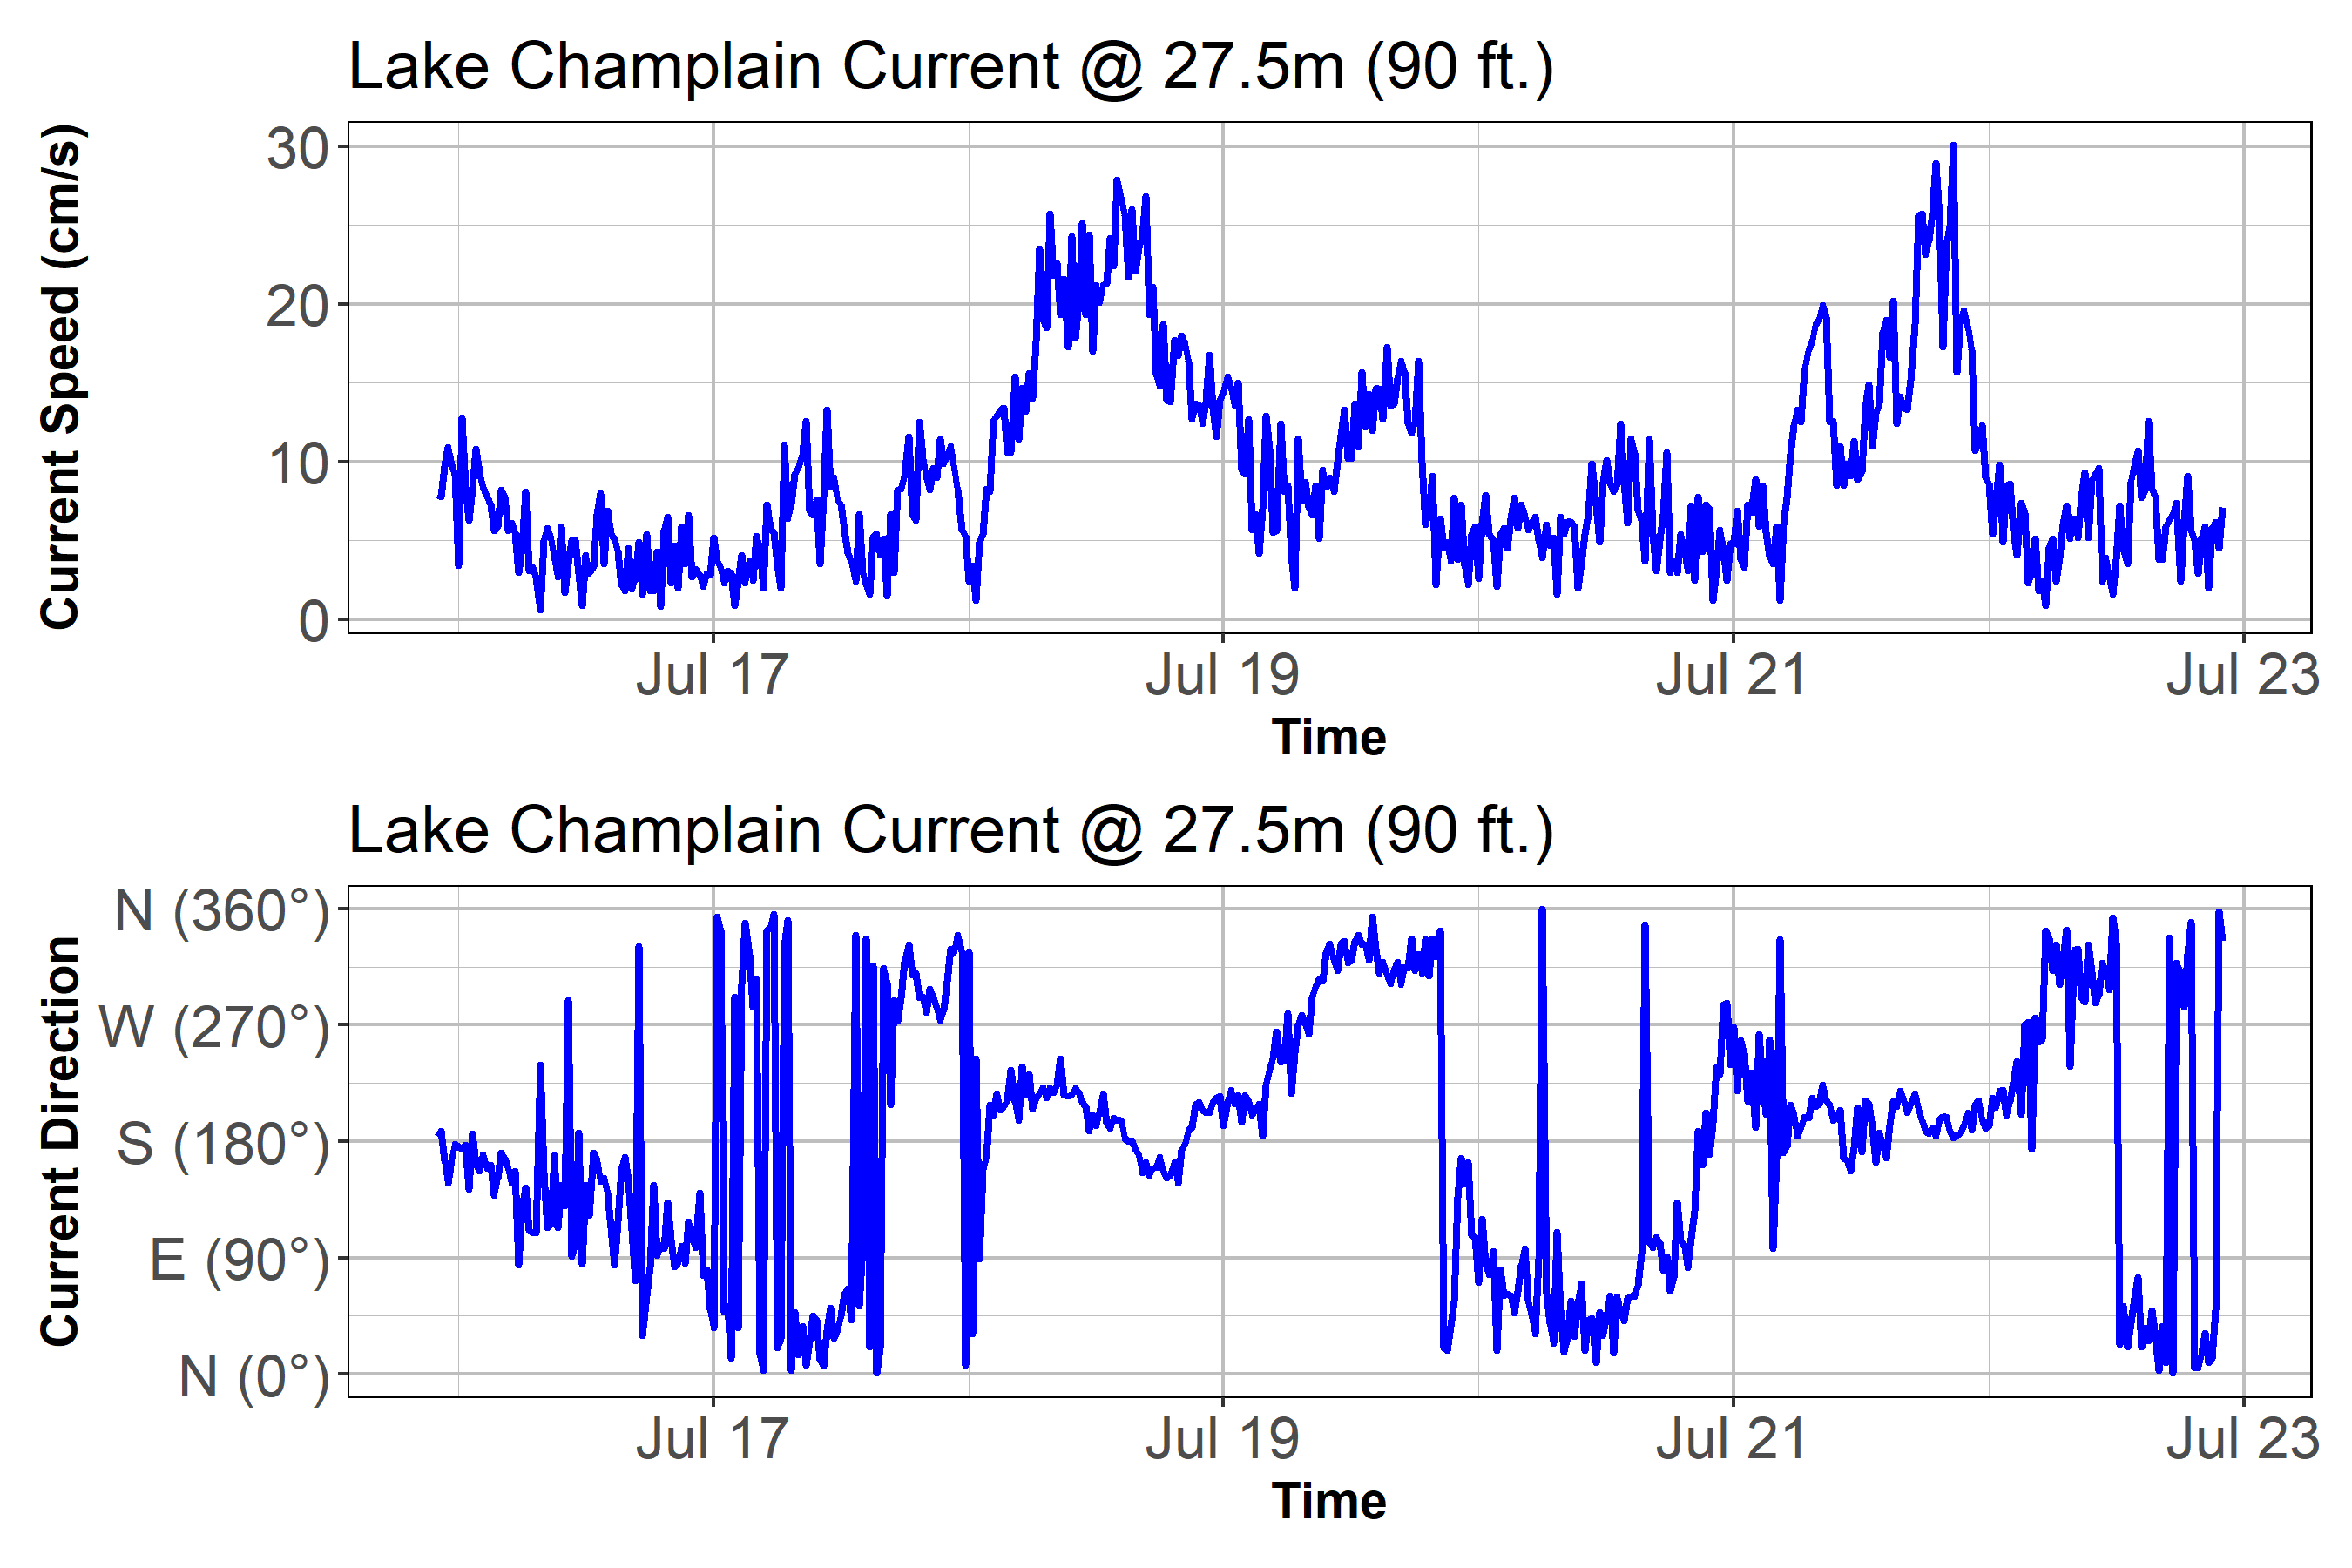 Lake Champlain Current @ 27.5m (90 ft.)
Current Speed (cm/s)
30
20
10
0
Jul 17 Jul 19 Jul 21 Jul 23
Time
Lake Champlain Current @ 27.5m (90 ft.)
Current Direction
N (360°)
W (270°)
S (180°)
E (90°)
N (0°)
Jul 17 Jul 19 Jul 21 Jul 23
Time